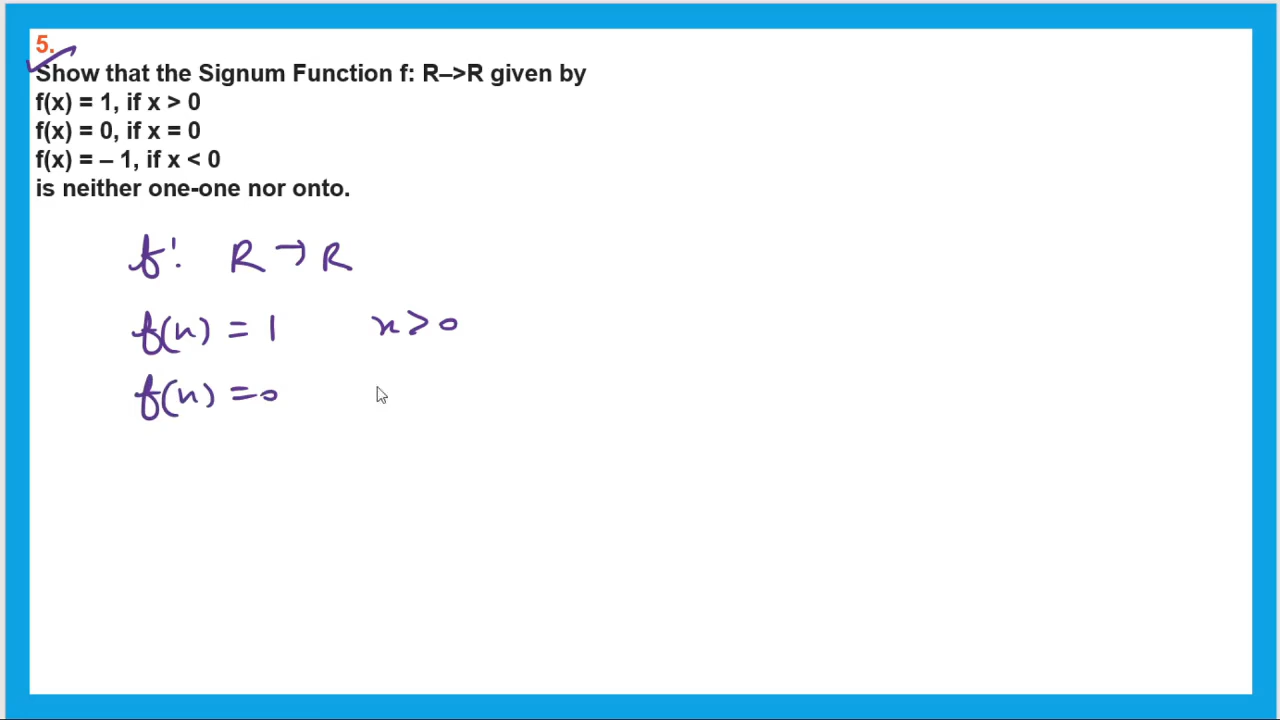 5.
Show that the Signum Function f: R–>R given by
f(x) = 1, if x > 0
f(x) = 0, if x = 0
f(x) = – 1, if x < 0
is neither one-one nor onto.
f: R → R
f(x) = 1 x > 0
f(x) = 0